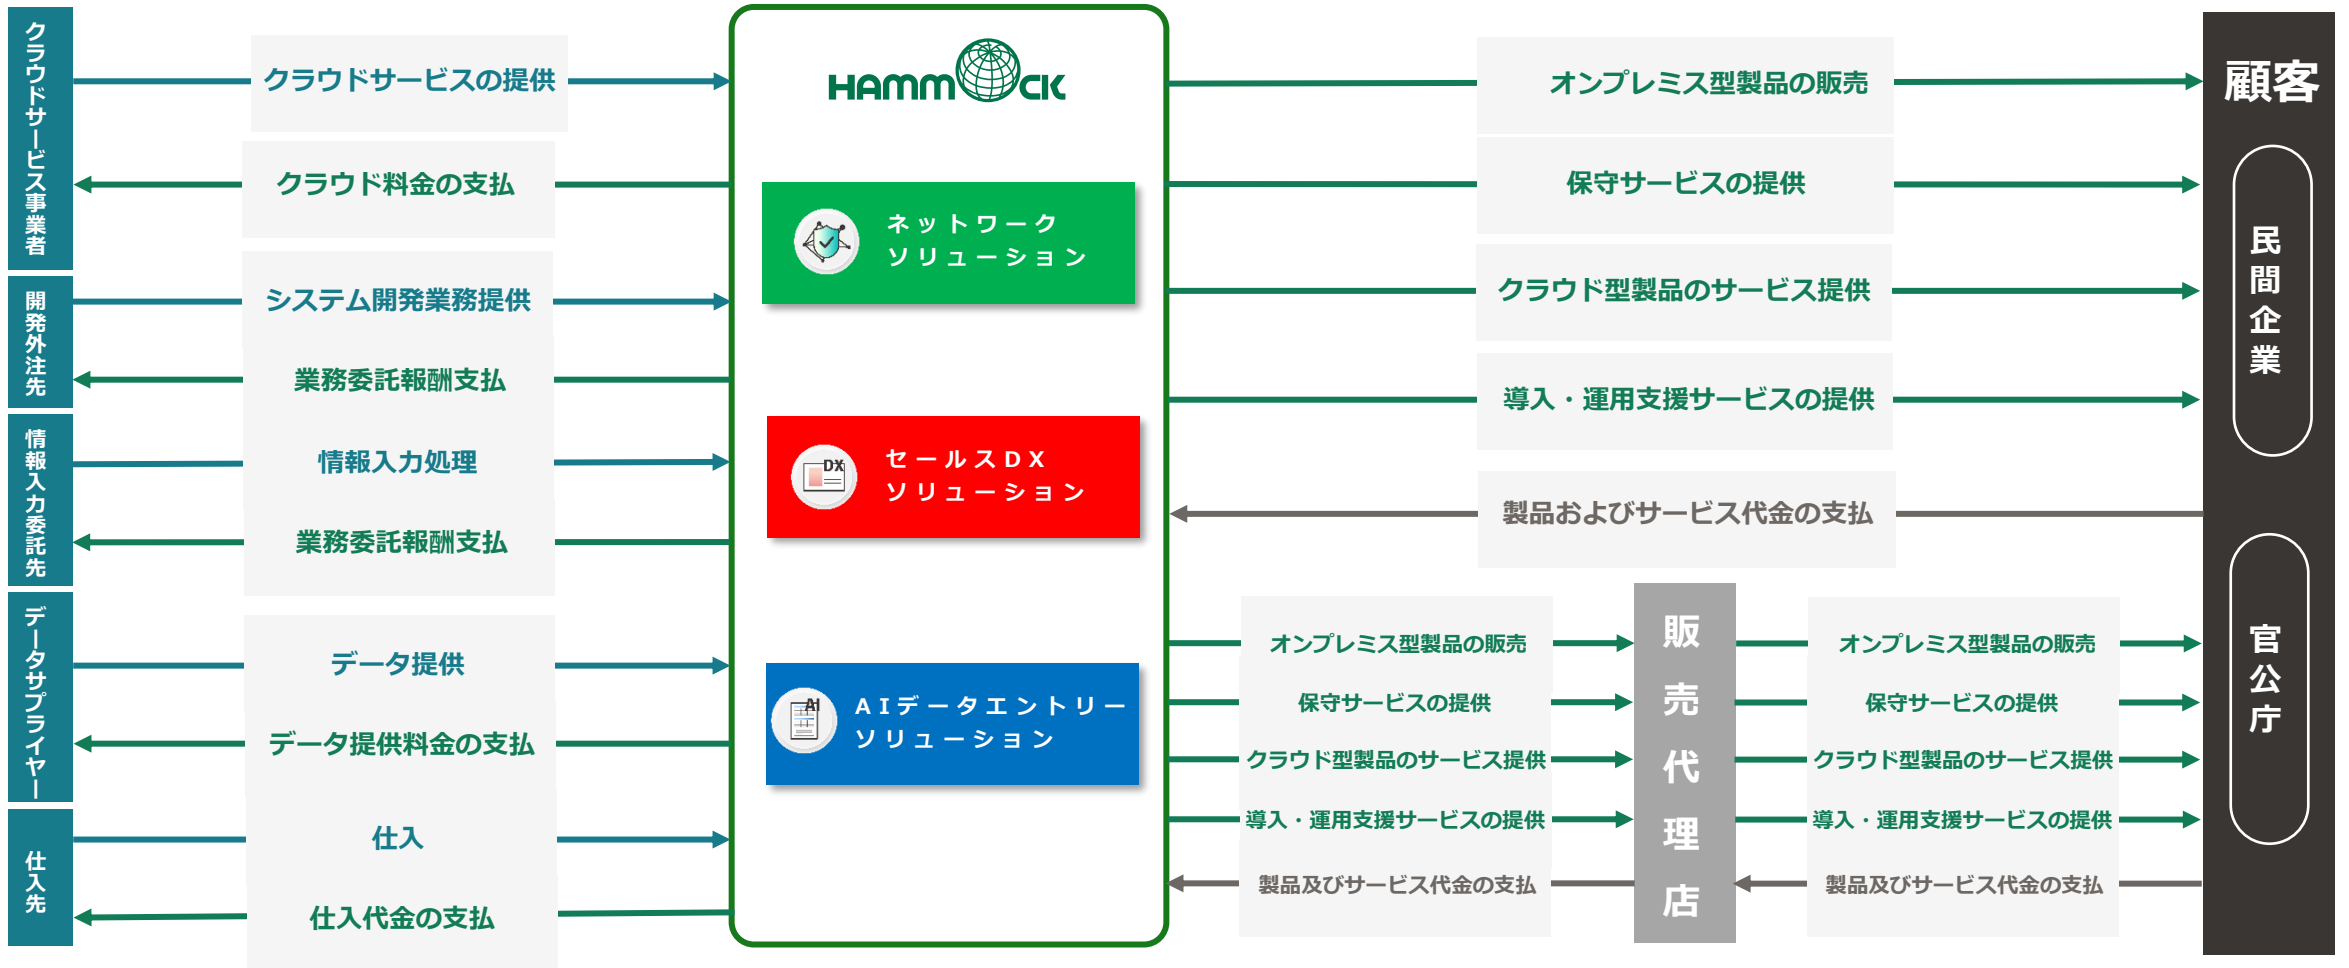 クラウドサービス事業者
クラウドサービスの提供
クラウド料金の支払
開発外注先
システム開発業務提供
業務委託報酬支払
情報入力委託先
情報入力処理
業務委託報酬支払
データサプライヤー
データ提供
データ提供料金の支払
仕入先
仕入
仕入代金の支払
HAMMOCK
ネットワーク
ソリューション
DX
セールスDX
ソリューション
AI
AIデータエントリー
ソリューション
オンプレミス型製品の販売
保守サービスの提供
クラウド型製品のサービス提供
導入・運用支援サービスの提供
製品およびサービス代金の支払
オンプレミス型製品の販売
保守サービスの提供
クラウド型製品のサービス提供
導入・運用支援サービスの提供
製品及びサービス代金の支払
販売代理店
オンプレミス型製品の販売
保守サービスの提供
クラウド型製品のサービス提供
導入・運用支援サービスの提供
製品及びサービス代金の支払
顧客
民間企業
官公庁